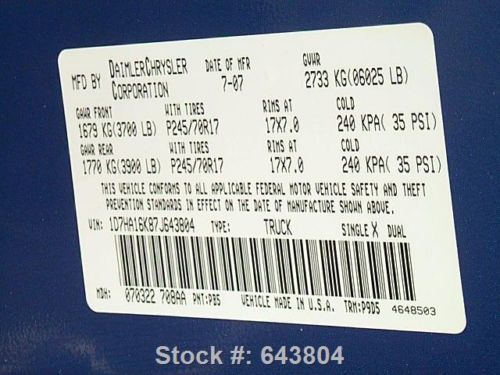 MFD BY DAIMLERCHRYSLER CORPORATION DATE OF MFR 7-07 GVWR 2733 KG(06025 LB)
GAWR FRONT WITH TIRES RIMS AT COLD
1679 KG(3700 LB) P245/70R17 17X7.0 240 KPA( 35 PSI)
GAWR REAR WITH TIRES RIMS AT COLD
1770 KG(3900 LB) P245/70R17 17X7.0 240 KPA( 35 PSI)
THIS VEHICLE CONFORMS TO ALL APPLICABLE FEDERAL MOTOR VEHICLE SAFETY AND THEFT
PREVENTION STANDARDS IN EFFECT ON THE DATE OF MANUFACTURE SHOWN ABOVE.
VIN: 1D7HA16K87J643804 TYPE: TRUCK SINGLE X DUAL
MDH: 070322 708AA PNT:PB5 VEHICLE MADE IN U.S.A. TRM:P9D5 4648503
Stock #: 643804